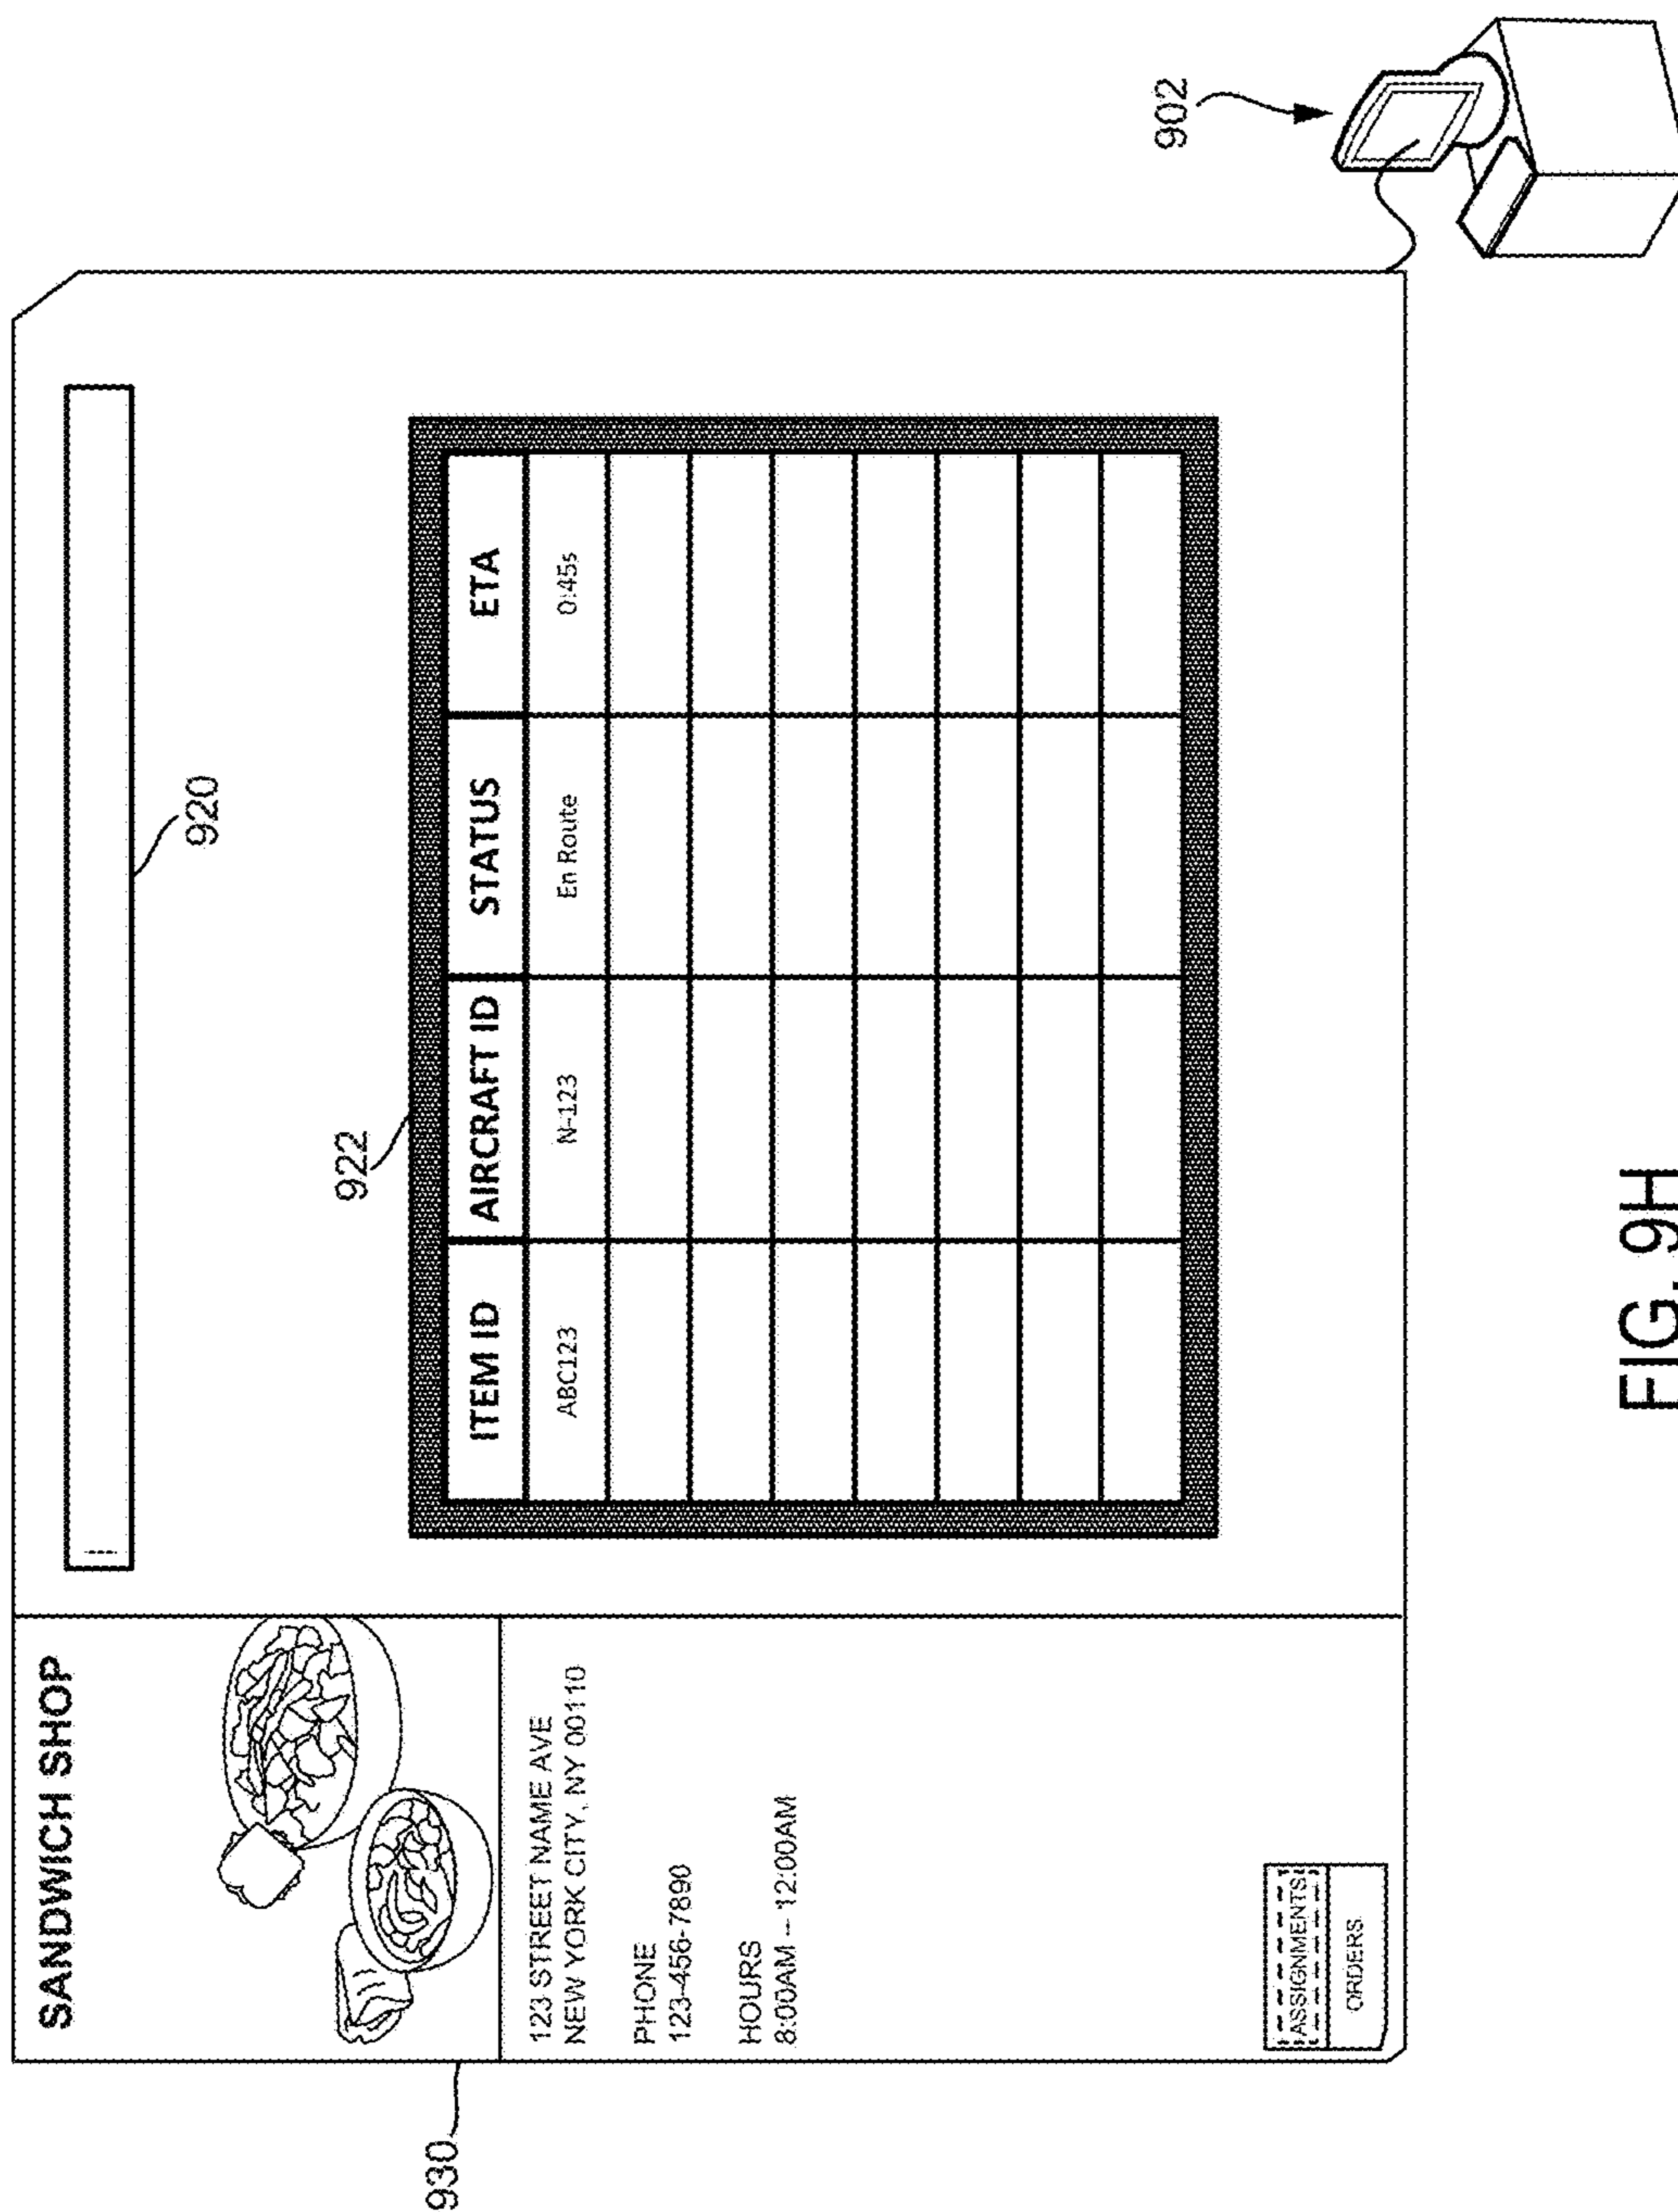 902
920
922
930
SANDWICH SHOP
123 STREET NAME AVE
NEW YORK CITY, NY 00110
PHONE
123-456-7890
HOURS
8:00AM -- 12:00AM
ASSIGNMENTS
ORDERS
ITEM ID AIRCRAFT ID STATUS ETA
ABC123 N-123 En Route 0:45s
FIG. 9H